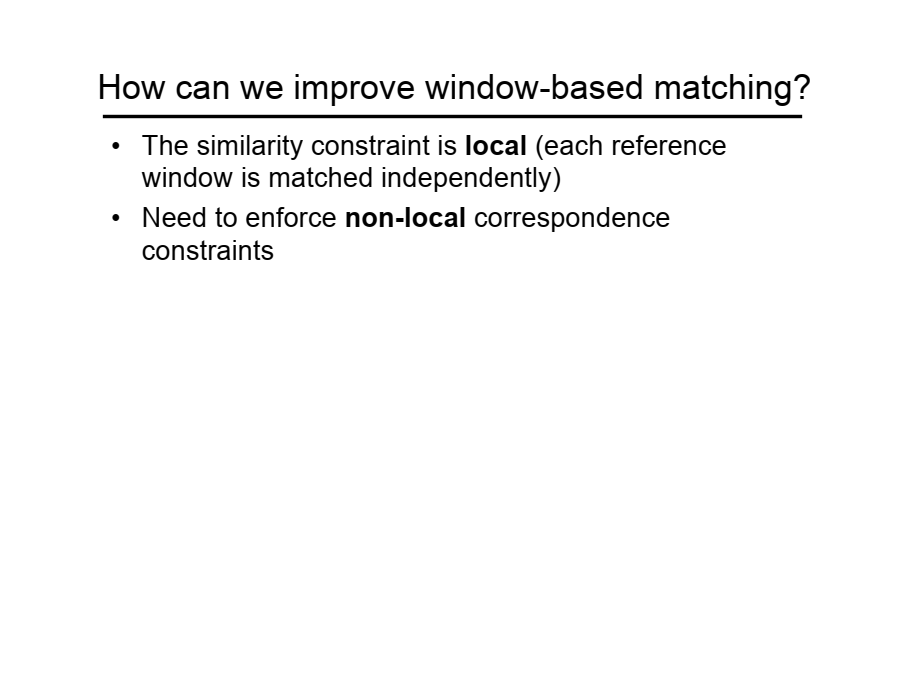 How can we improve window-based matching?
• The similarity constraint is local (each reference
window is matched independently)
• Need to enforce non-local correspondence
constraints